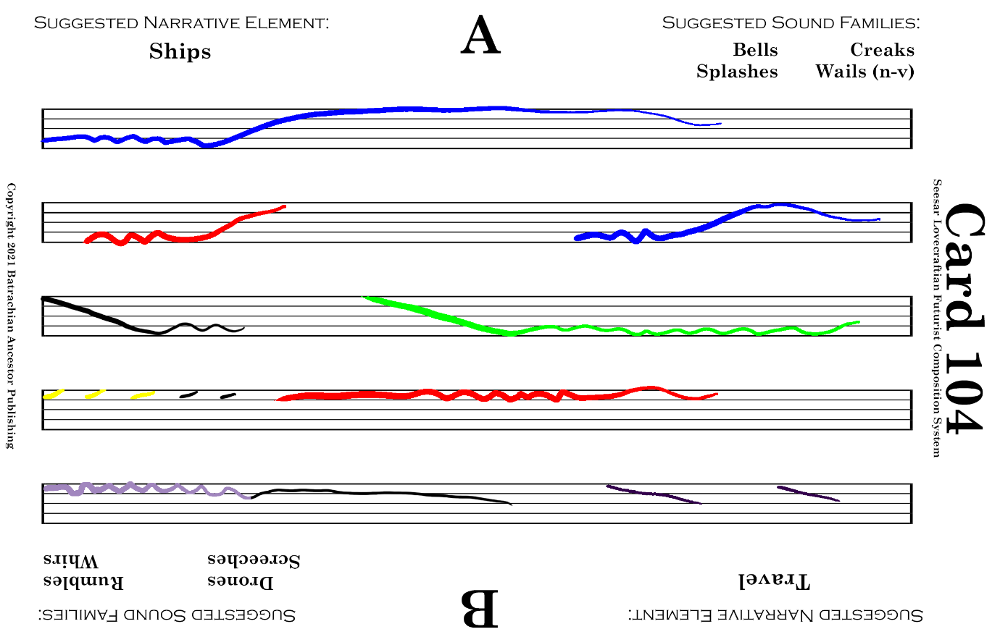 SUGGESTED NARRATIVE ELEMENT:
Ships
A
SUGGESTED SOUND FAMILIES:
Bells Creaks
Splashes Wails (n-v)
Copyright 2021 Batrachian Ancestor Publishing
Card 104
Seesar Lovecraftian Futurist Composition System
B
SUGGESTED NARRATIVE ELEMENT:
Travel
SUGGESTED SOUND FAMILIES:
Drones Rumbles
Screeches Whirs